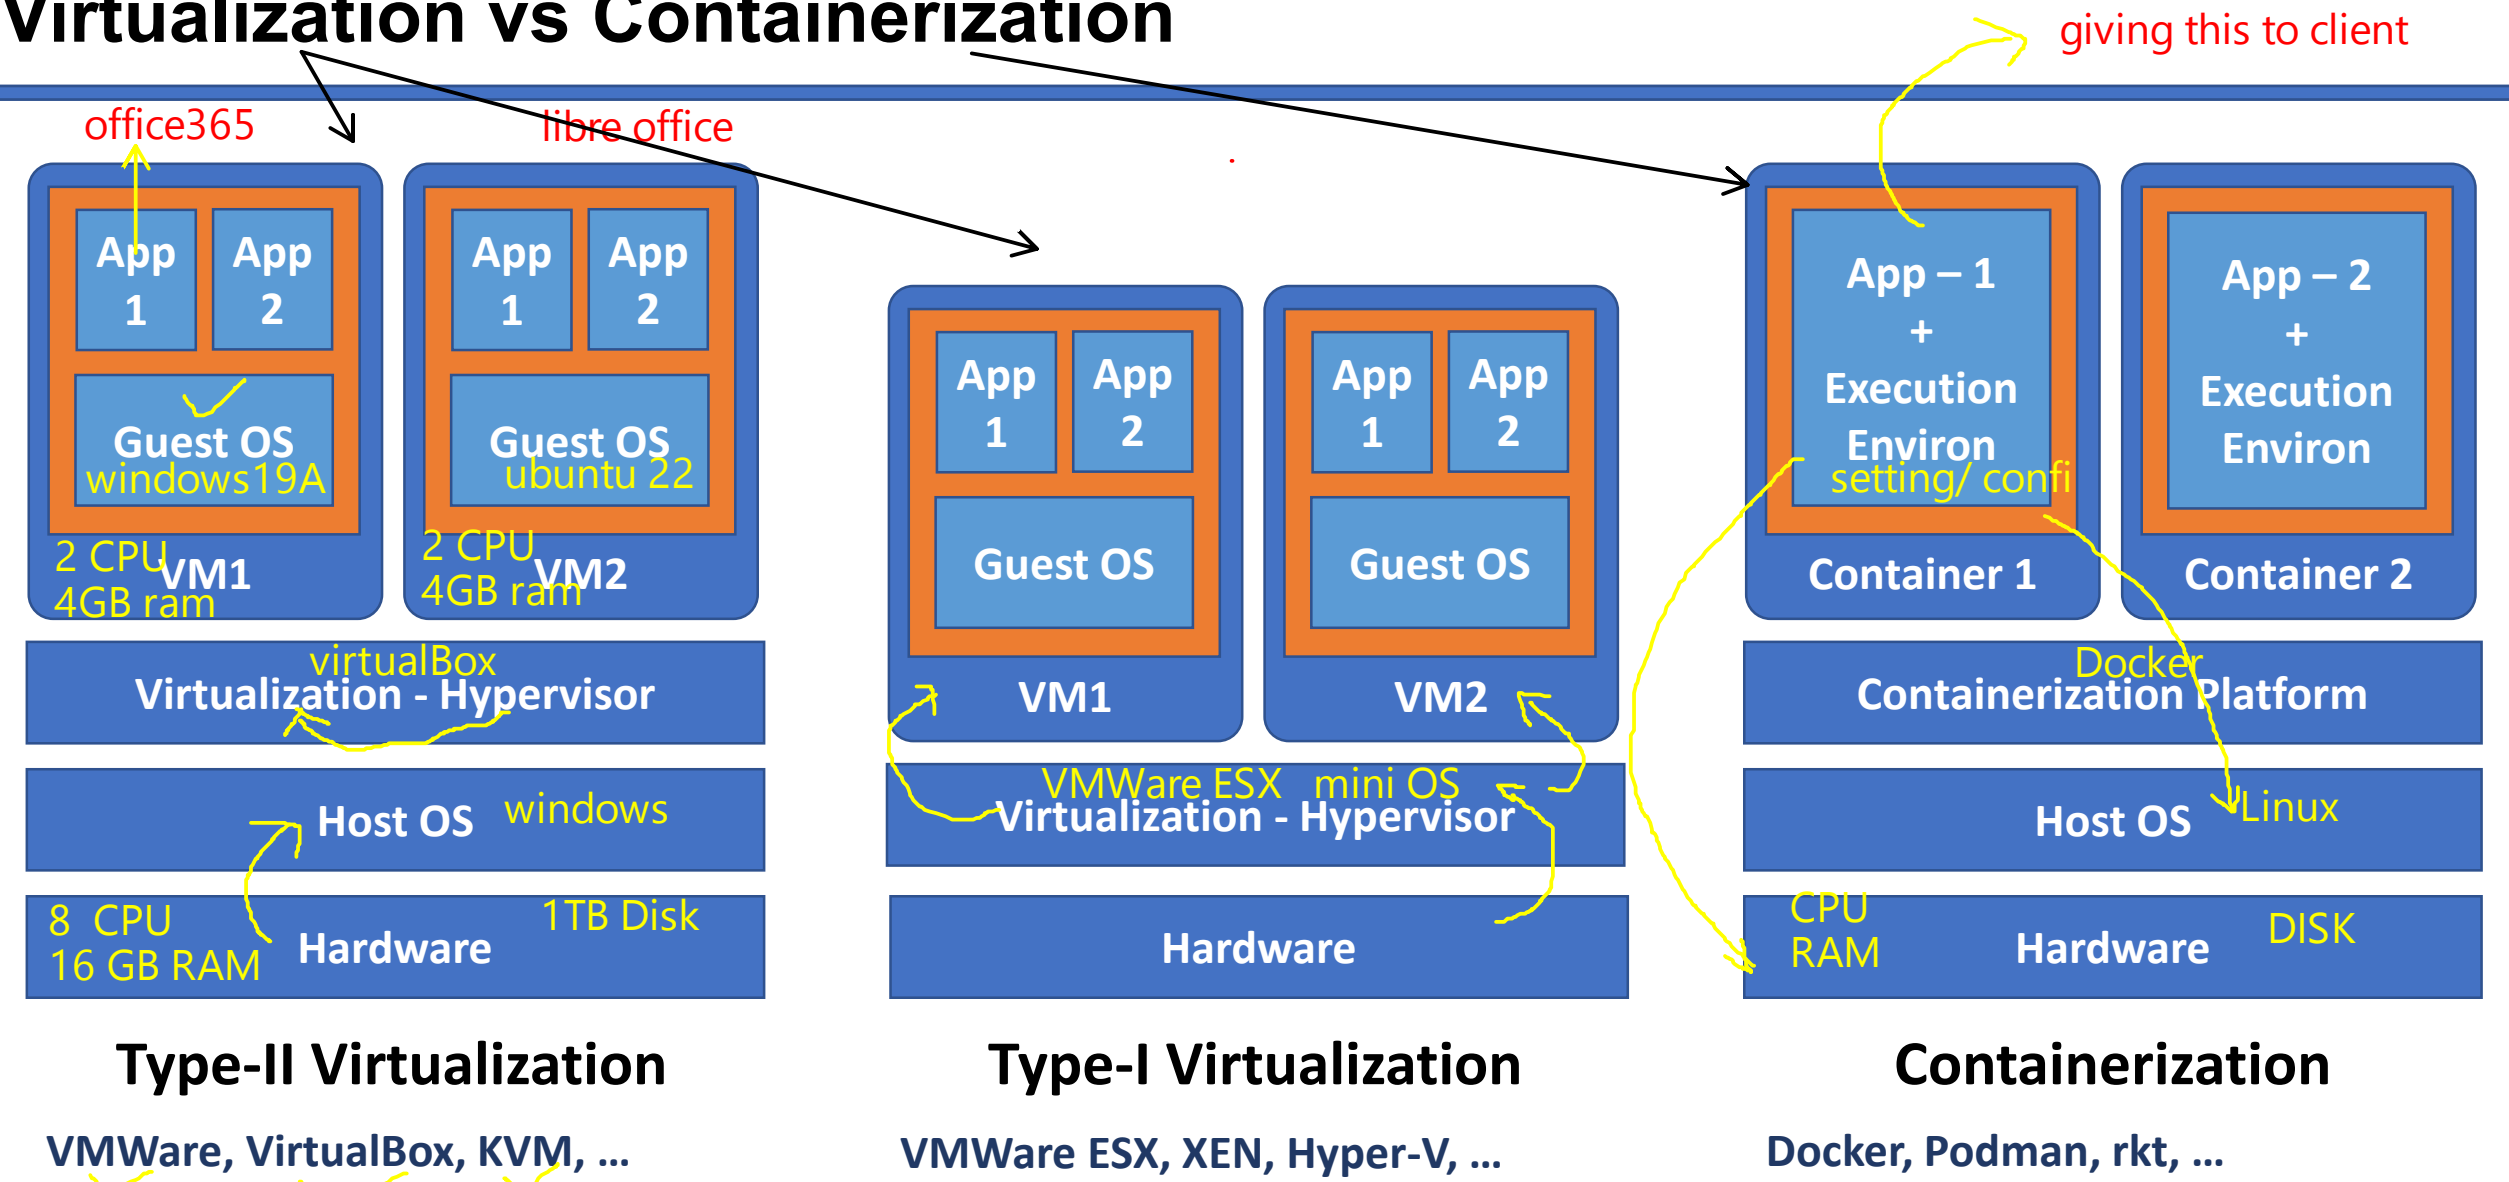 Virtualization vs Containerization
giving this to client
office365
libre office
App 1
App 2
Guest OS
windows19A
2 CPU
4GB ram
VM1
App 1
App 2
Guest OS
ubuntu 22
2 CPU
4GB ram
VM2
virtualBox
Virtualization - Hypervisor
Host OS
windows
8 CPU
16 GB RAM
1TB Disk
Hardware
Type-II Virtualization
VMWare, VirtualBox, KVM, ...
App 1
App 2
Guest OS
VM1
App 1
App 2
Guest OS
VM2
VMWare ESX mini OS
Virtualization - Hypervisor
Hardware
Type-I Virtualization
VMWare ESX, XEN, Hyper-V, ...
App – 1
+
Execution
Environ
setting/ confi
Container 1
App – 2
+
Execution
Environ
Container 2
Docker
Containerization Platform
Host OS
Linux
CPU
RAM
Hardware
DISK
Containerization
Docker, Podman, rkt, ...